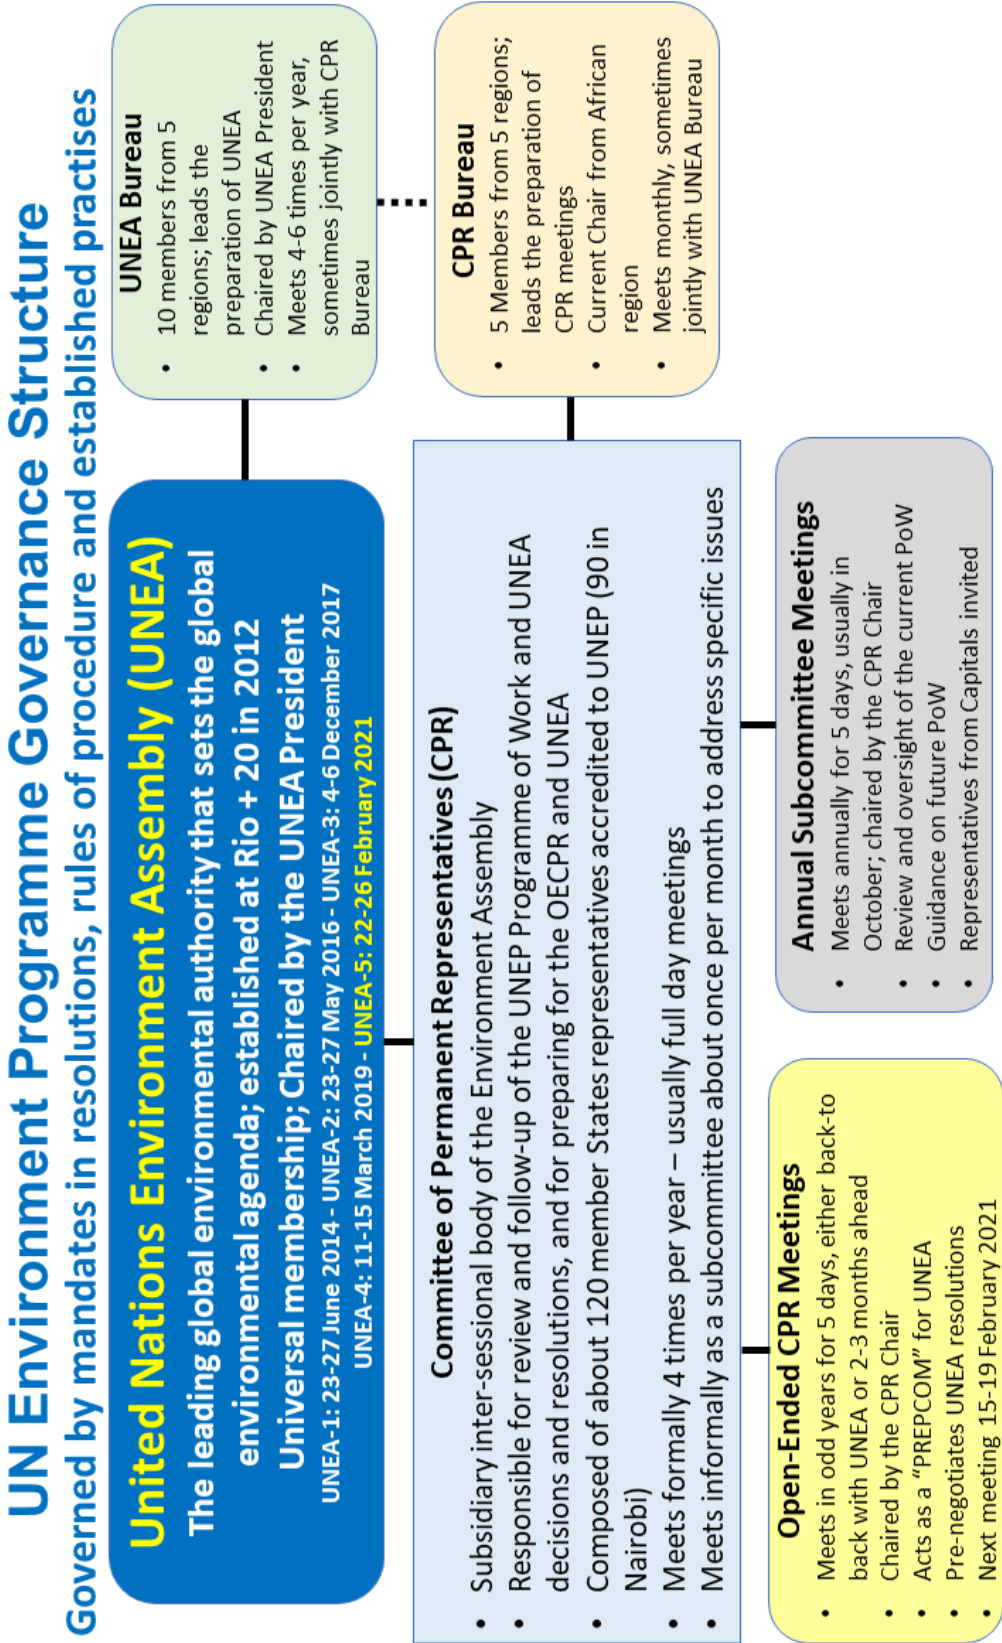 UN Environment Programme Governance Structure
Governed by mandates in resolutions, rules of procedure and established practises
United Nations Environment Assembly (UNEA)
The leading global environmental authority that sets the global
environmental agenda; established at Rio + 20 in 2012
Universal membership; Chaired by the UNEA President
UNEA-1: 23-27 June 2014 - UNEA-2: 23-27 May 2016 - UNEA-3: 4-6 December 2017
UNEA-4: 11-15 March 2019 - UNEA-5: 22-26 February 2021
UNEA Bureau
• 10 members from 5
regions; leads the
preparation of UNEA
• Chaired by UNEA President
• Meets 4-6 times per year,
sometimes jointly with CPR
Bureau
Committee of Permanent Representatives (CPR)
• Subsidiary inter-sessional body of the Environment Assembly
• Responsible for review and follow-up of the UNEP Programme of Work and UNEA
decisions and resolutions, and for preparing for the OECPR and UNEA
• Composed of about 120 member States representatives accredited to UNEP (90 in
Nairobi)
• Meets formally 4 times per year – usually full day meetings
• Meets informally as a subcommittee about once per month to address specific issues
CPR Bureau
• 5 Members from 5 regions;
leads the preparation of
CPR meetings
• Current Chair from African
region
• Meets monthly, sometimes
jointly with UNEA Bureau
Open-Ended CPR Meetings
• Meets in odd years for 5 days, either back-to
back with UNEA or 2-3 months ahead
• Chaired by the CPR Chair
• Acts as a “PREPCOM” for UNEA
• Pre-negotiates UNEA resolutions
• Next meeting 15-19 February 2021
Annual Subcommittee Meetings
• Meets annually for 5 days, usually in
October; chaired by the CPR Chair
• Review and oversight of the current PoW
• Guidance on future PoW
• Representatives from Capitals invited